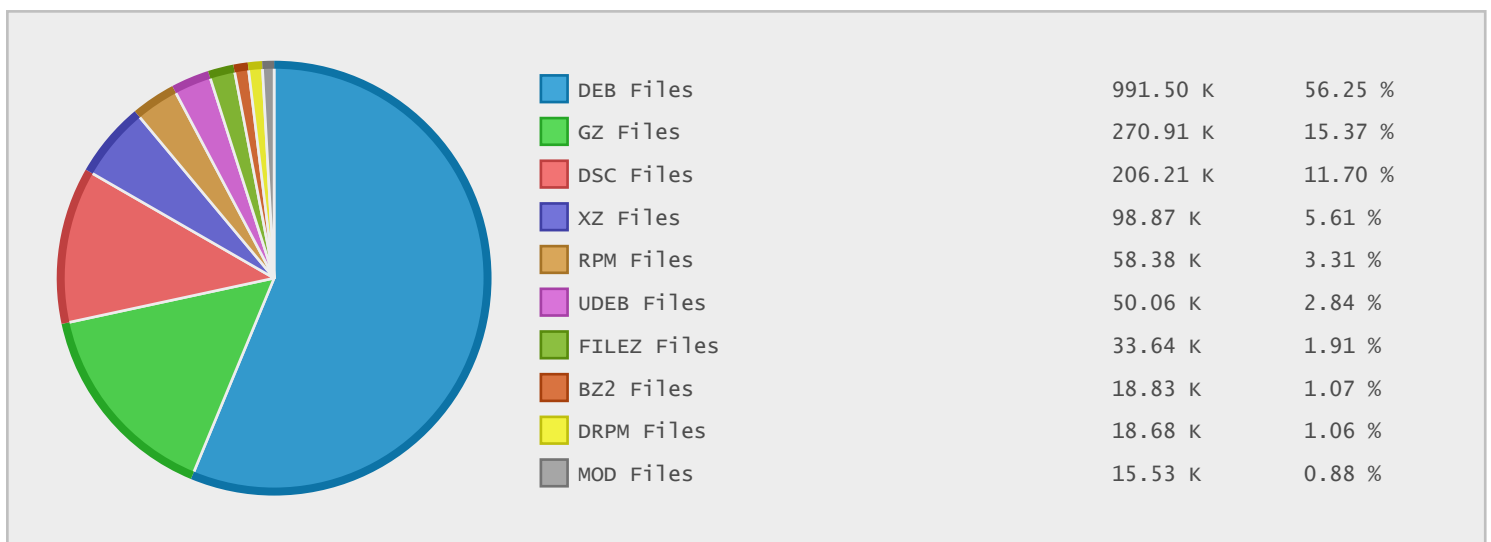 DEB Files 991.50 K 56.25 %
GZ Files 270.91 K 15.37 %
DSC Files 206.21 K 11.70 %
XZ Files 98.87 K 5.61 %
RPM Files 58.38 K 3.31 %
UDEB Files 50.06 K 2.84 %
FILEZ Files 33.64 K 1.91 %
BZ2 Files 18.83 K 1.07 %
DRPM Files 18.68 K 1.06 %
MOD Files 15.53 K 0.88 %